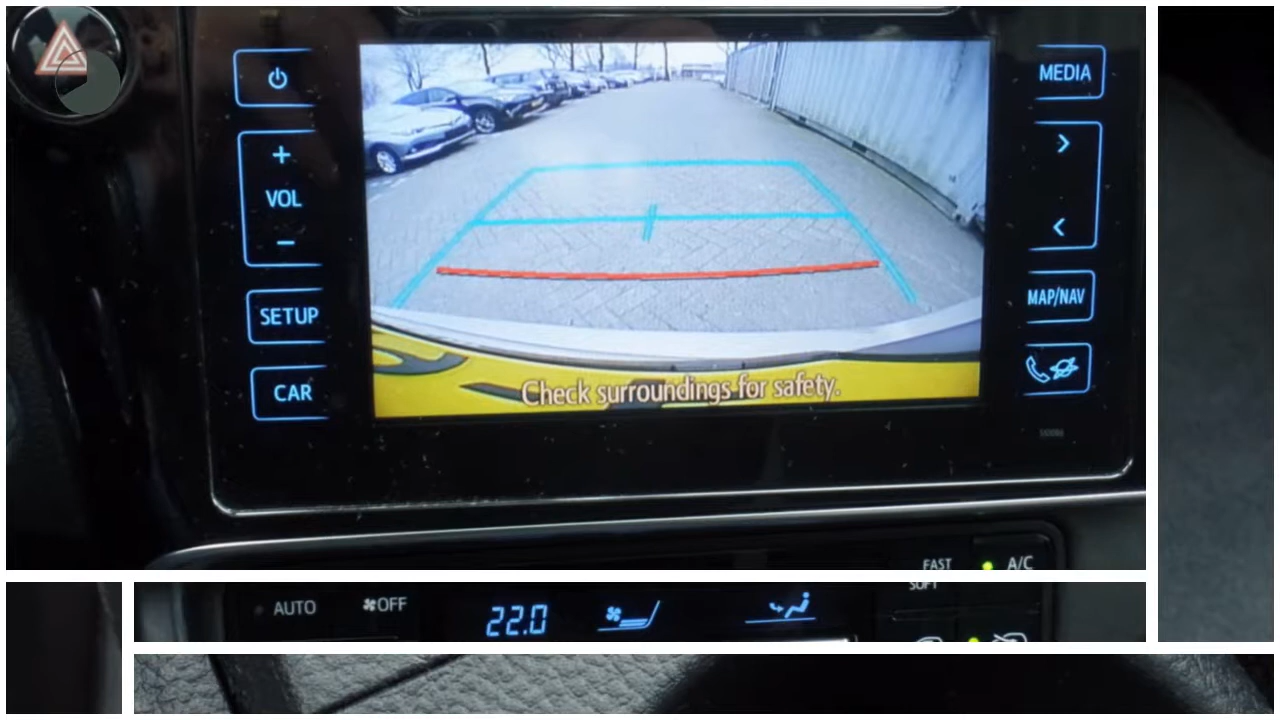 MEDIA
+
VOL
−
>
<
SETUP
MAP/NAV
CAR
Check surroundings for safety.
FAST
A/C
SOFT
AUTO
OFF
22.0